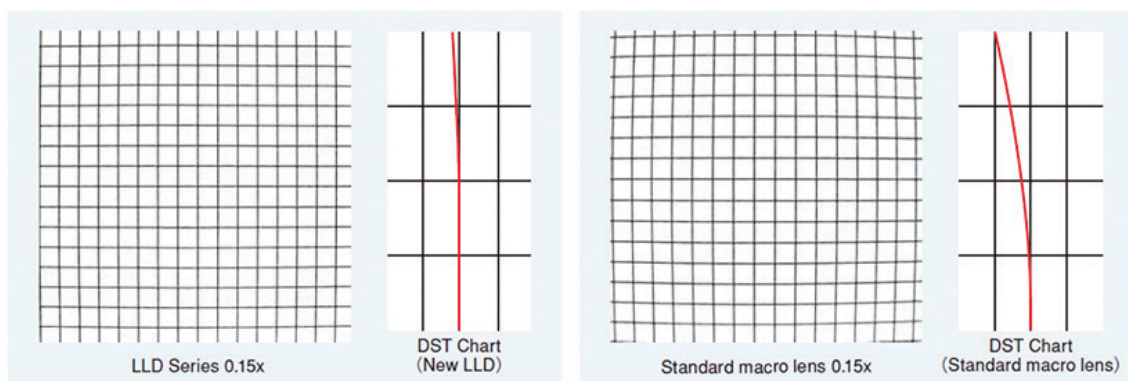 LLD Series 0.15x
DST Chart
(New LLD)
Standard macro lens 0.15x
DST Chart
(Standard macro lens)